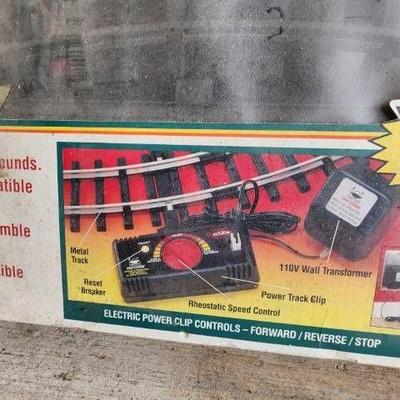 ounds.
atible
mble
ible
Metal
Track
Reset
Breaker
110V Wall Transformer
Power Track Clip
Rheostatic Speed Control
ELECTRIC POWER CLIP CONTROLS – FORWARD / REVERSE / STOP